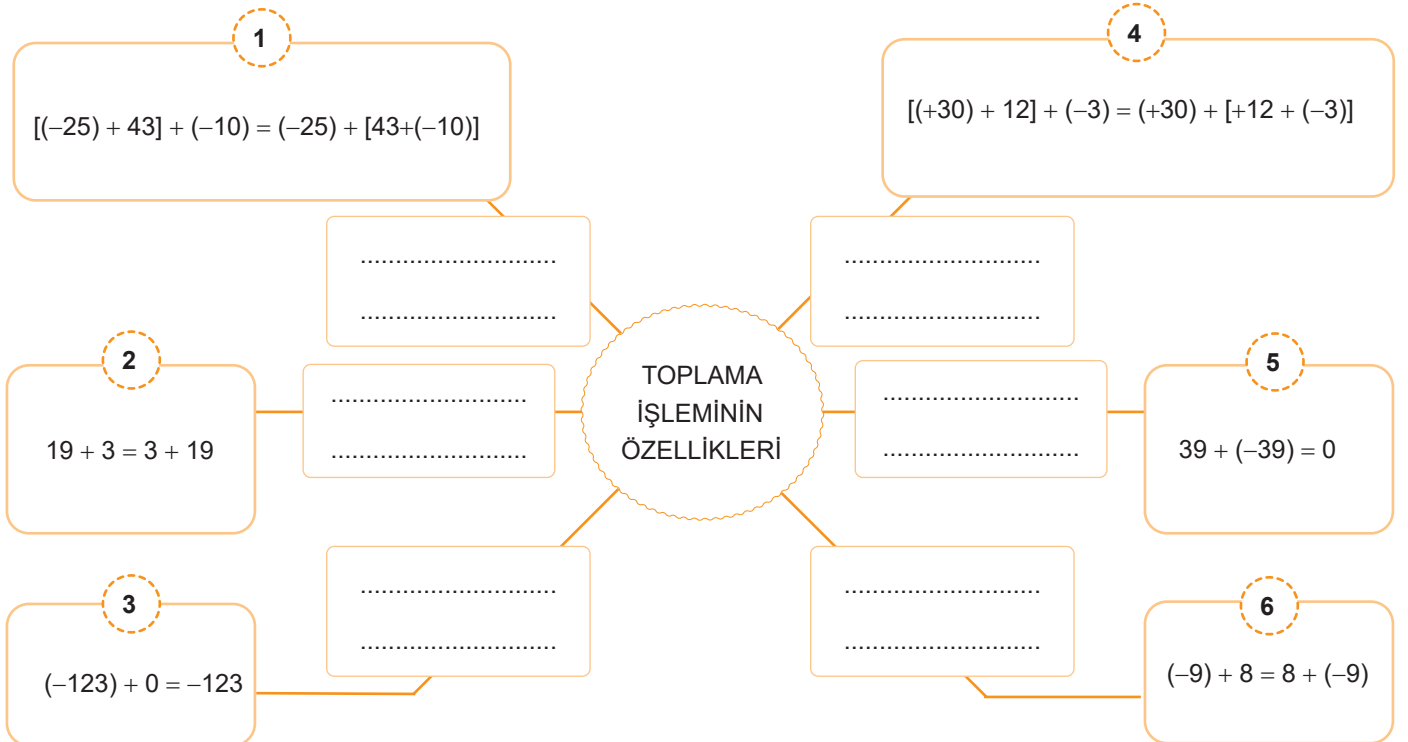 1
[(−25) + 43] + (−10) = (−25) + [43+(−10)]
............................
............................
2
19 + 3 = 3 + 19
............................
............................
3
(−123) + 0 = −123
............................
............................
TOPLAMA
İŞLEMİNİN
ÖZELLİKLERİ
4
[(+30) + 12] + (−3) = (+30) + [+12 + (−3)]
............................
............................
5
39 + (−39) = 0
............................
............................
6
(−9) + 8 = 8 + (−9)
............................
............................